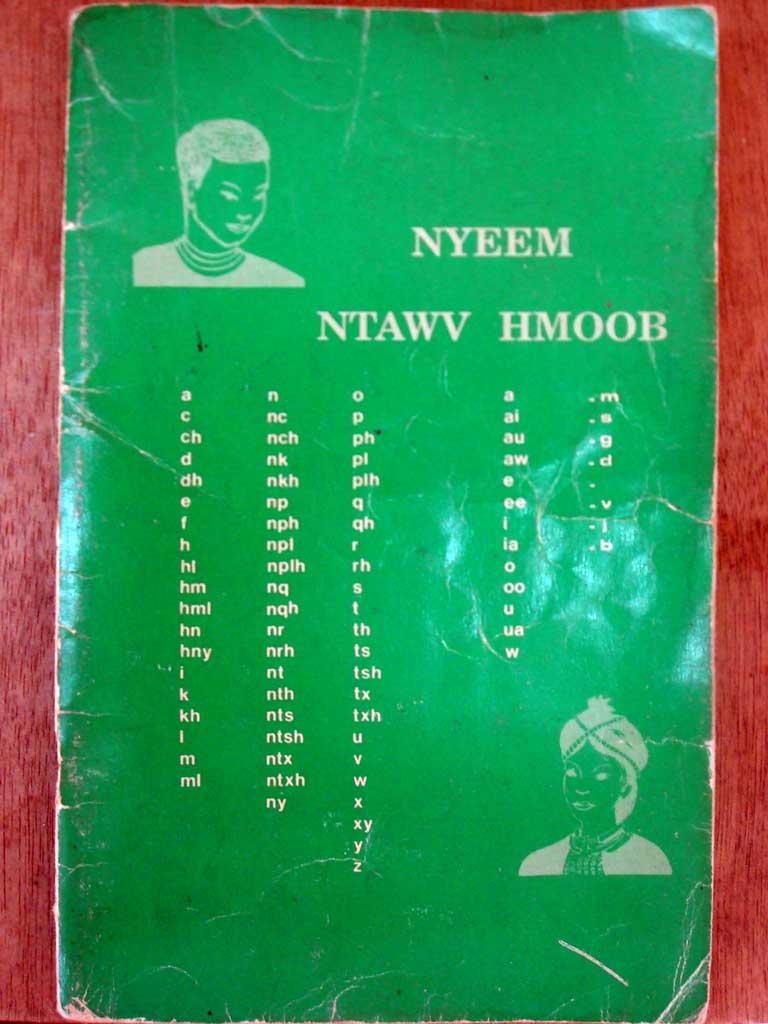 NYEEM
NTAWV HMOOB
a
c
ch
d
dh
e
f
h
hl
hm
hml
hn
hny
i
k
kh
l
m
ml
n
nc
nch
nk
nkh
np
nph
npl
nplh
nq
nqh
nr
nrh
nt
nth
nts
ntsh
ntx
ntxh
ny
o
p
ph
pl
plh
q
qh
r
rh
s
t
th
ts
tsh
tx
txh
u
v
w
x
xy
y
z
a
ai
au
aw
e
ee
i
ia
o
oo
u
ua
w
- m
- s
- g
- d
-
- v
- j
- b